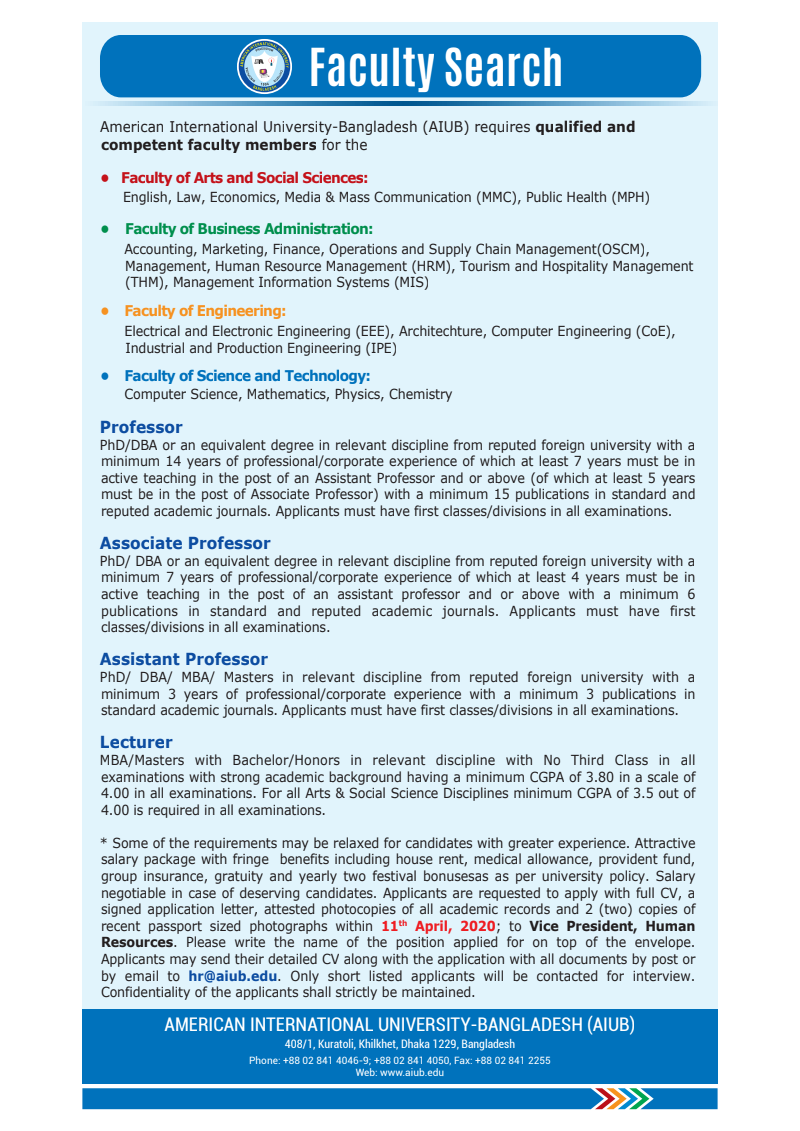 Faculty Search
American International University-Bangladesh (AIUB) requires qualified and
competent faculty members for the
• Faculty of Arts and Social Sciences:
English, Law, Economics, Media & Mass Communication (MMC), Public Health (MPH)
• Faculty of Business Administration:
Accounting, Marketing, Finance, Operations and Supply Chain Management(OSCM),
Management, Human Resource Management (HRM), Tourism and Hospitality Management
(THM), Management Information Systems (MIS)
• Faculty of Engineering:
Electrical and Electronic Engineering (EEE), Architechture, Computer Engineering (CoE),
Industrial and Production Engineering (IPE)
• Faculty of Science and Technology:
Computer Science, Mathematics, Physics, Chemistry
Professor
PhD/DBA or an equivalent degree in relevant discipline from reputed foreign university with a
minimum 14 years of professional/corporate experience of which at least 7 years must be in
active teaching in the post of an Assistant Professor and or above (of which at least 5 years
must be in the post of Associate Professor) with a minimum 15 publications in standard and
reputed academic journals. Applicants must have first classes/divisions in all examinations.
Associate Professor
PhD/ DBA or an equivalent degree in relevant discipline from reputed foreign university with a
minimum 7 years of professional/corporate experience of which at least 4 years must be in
active teaching in the post of an assistant professor and or above with a minimum 6
publications in standard and reputed academic journals. Applicants must have first
classes/divisions in all examinations.
Assistant Professor
PhD/ DBA/ MBA/ Masters in relevant discipline from reputed foreign university with a
minimum 3 years of professional/corporate experience with a minimum 3 publications in
standard academic journals. Applicants must have first classes/divisions in all examinations.
Lecturer
MBA/Masters with Bachelor/Honors in relevant discipline with No Third Class in all
examinations with strong academic background having a minimum CGPA of 3.80 in a scale of
4.00 in all examinations. For all Arts & Social Science Disciplines minimum CGPA of 3.5 out of
4.00 is required in all examinations.
* Some of the requirements may be relaxed for candidates with greater experience. Attractive
salary package with fringe benefits including house rent, medical allowance, provident fund,
group insurance, gratuity and yearly two festival bonusesas as per university policy. Salary
negotiable in case of deserving candidates. Applicants are requested to apply with full CV, a
signed application letter, attested photocopies of all academic records and 2 (two) copies of
recent passport sized photographs within 11th April, 2020; to Vice President, Human
Resources. Please write the name of the position applied for on top of the envelope.
Applicants may send their detailed CV along with the application with all documents by post or
by email to hr@aiub.edu. Only short listed applicants will be contacted for interview.
Confidentiality of the applicants shall strictly be maintained.
AMERICAN INTERNATIONAL UNIVERSITY-BANGLADESH (AIUB)
408/1, Kuratoli, Khilkhet, Dhaka 1229, Bangladesh
Phone: +88 02 841 4046-9; +88 02 841 4050, Fax: +88 02 841 2255
Web: www.aiub.edu